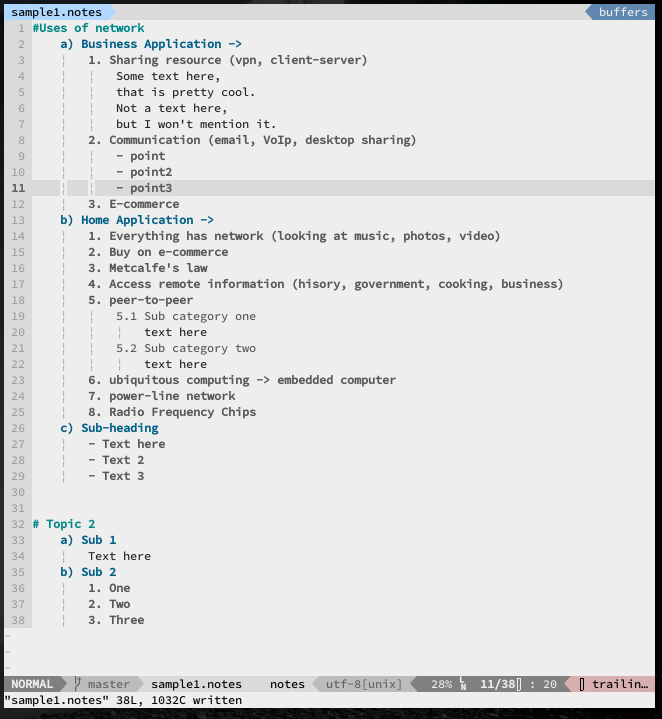 sample1.notes buffers
1 #Uses of network
2 a) Business Application ->
3 1. Sharing resource (vpn, client-server)
4 Some text here,
5 that is pretty cool.
6 Not a text here,
7 but I won't mention it.
8 2. Communication (email, VoIp, desktop sharing)
9 - point
10 - point2
11 - point3
12 3. E-commerce
13 b) Home Application ->
14 1. Everything has network (looking at music, photos, video)
15 2. Buy on e-commerce
16 3. Metcalfe's law
17 4. Access remote information (hisory, government, cooking, business)
18 5. peer-to-peer
19 5.1 Sub category one
20 text here
21 5.2 Sub category two
22 text here
23 6. ubiquitous computing -> embedded computer
24 7. power-line network
25 8. Radio Frequency Chips
26 c) Sub-heading
27 - Text here
28 - Text 2
29 - Text 3
30
31
32 # Topic 2
33 a) Sub 1
34 Text here
35 b) Sub 2
36 1. One
37 2. Two
38 3. Three
~
~
~
NORMAL master sample1.notes notes utf-8[unix] 28% LN 11/38 : 20 trailin…
"sample1.notes" 38L, 1032C written